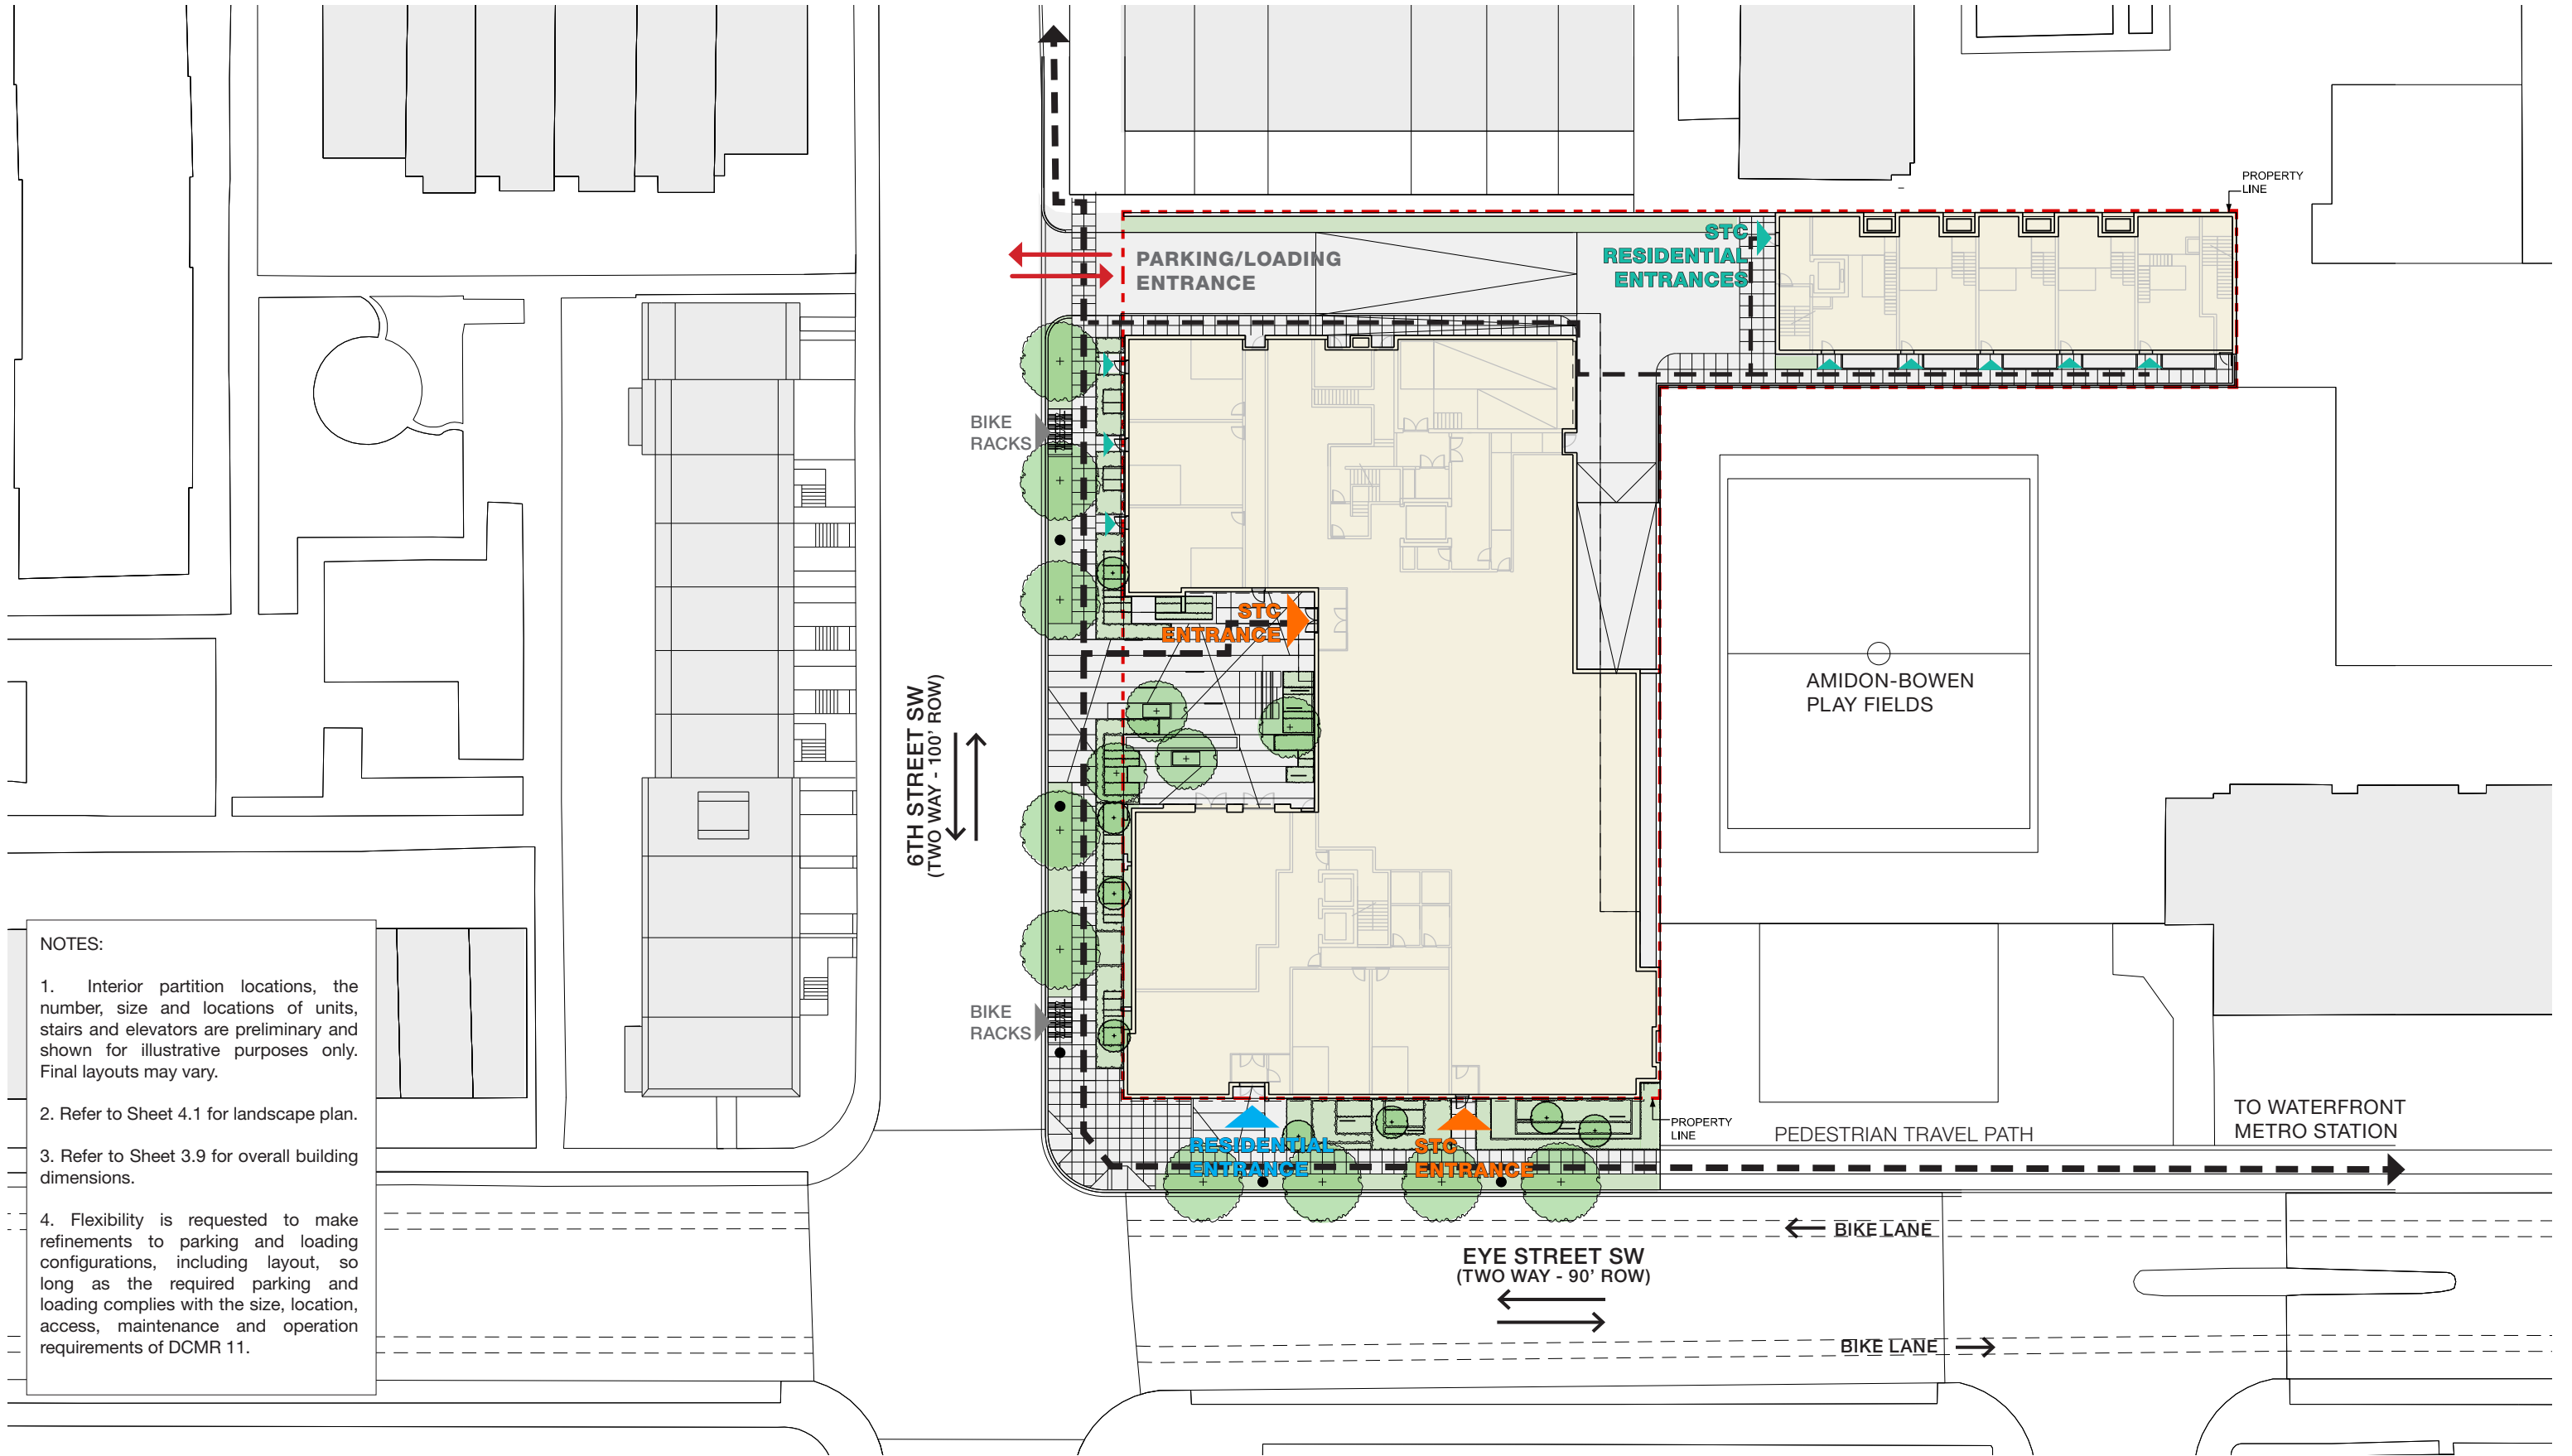 PROPERTY
LINE
STC
RESIDENTIAL
ENTRANCES
PARKING/LOADING
ENTRANCE
BIKE
RACKS
STC
ENTRANCE
6TH STREET SW
(TWO WAY - 100' ROW)
AMIDON-BOWEN
PLAY FIELDS
BIKE
RACKS
NOTES:
1. Interior partition locations, the
number, size and locations of units,
stairs and elevators are preliminary and
shown for illustrative purposes only.
Final layouts may vary.
2. Refer to Sheet 4.1 for landscape plan.
3. Refer to Sheet 3.9 for overall building
dimensions.
4. Flexibility is requested to make
refinements to parking and loading
configurations, including layout, so
long as the required parking and
loading complies with the size, location,
access, maintenance and operation
requirements of DCMR 11.
RESIDENTIAL
ENTRANCE
STC
ENTRANCE
PROPERTY
LINE
PEDESTRIAN TRAVEL PATH
TO WATERFRONT
METRO STATION
BIKE LANE
EYE STREET SW
(TWO WAY - 90' ROW)
BIKE LANE